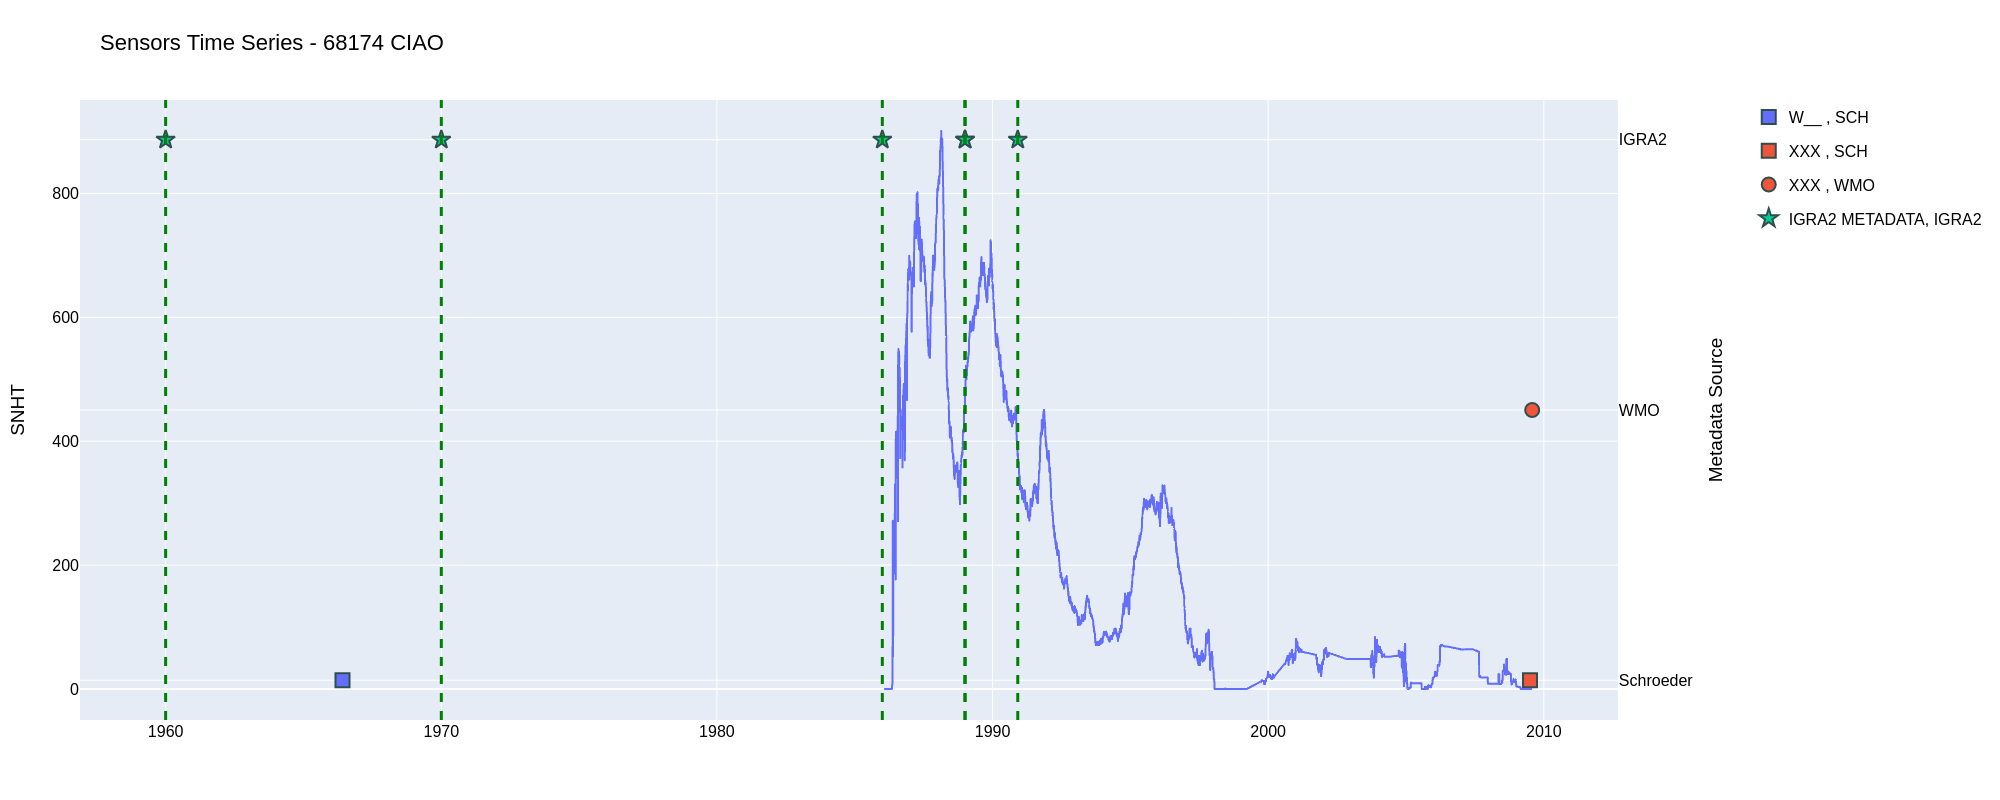 Sensors Time Series - 68174 CIAO
SNHT
800
600
400
200
0
1960
1970
1980
1990
2000
2010
IGRA2
WMO
Schroeder
Metadata Source
W__ , SCH
XXX , SCH
XXX , WMO
IGRA2 METADATA, IGRA2